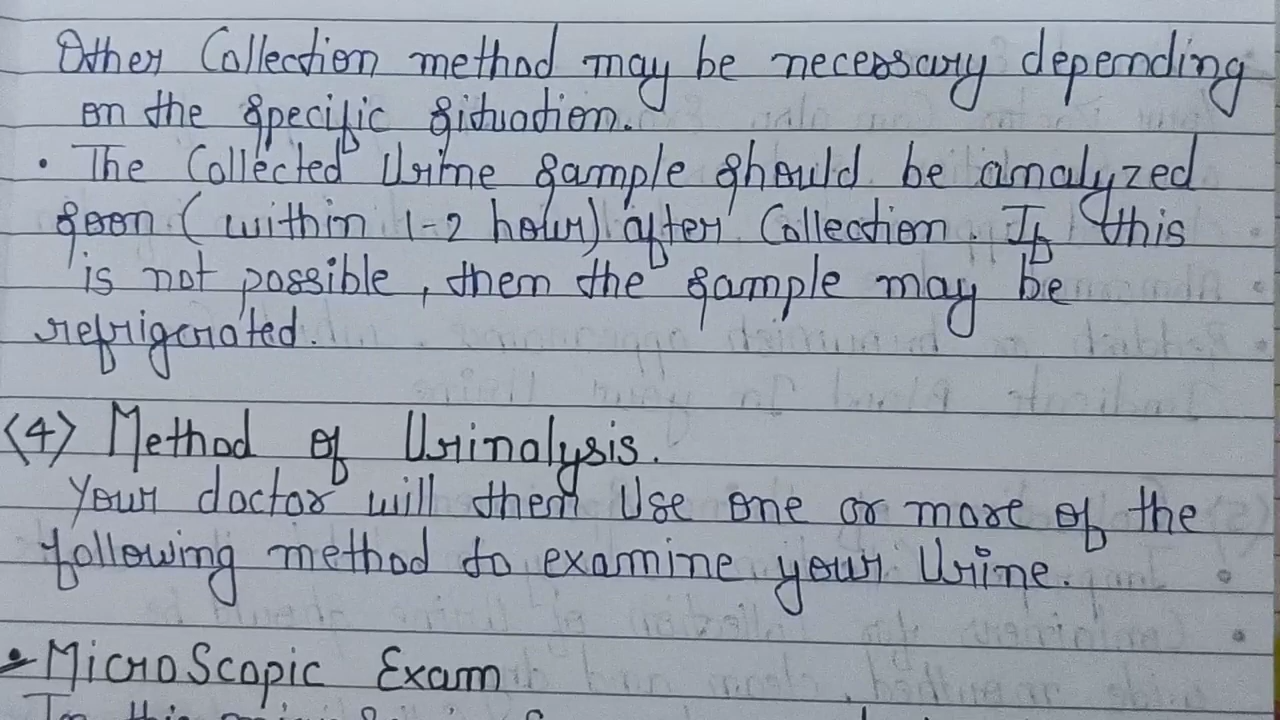 Other Collection method may be necessary depending
on the specific situation.
• The Collected Urine sample should be analyzed
soon (within 1-2 hour) after Collection. If this
is not possible, then the sample may be
refrigerated.
(4) Method of Urinalysis.
Your doctor will then Use one or more of the
following method to examine your Urine.
• MicroScopic Exam